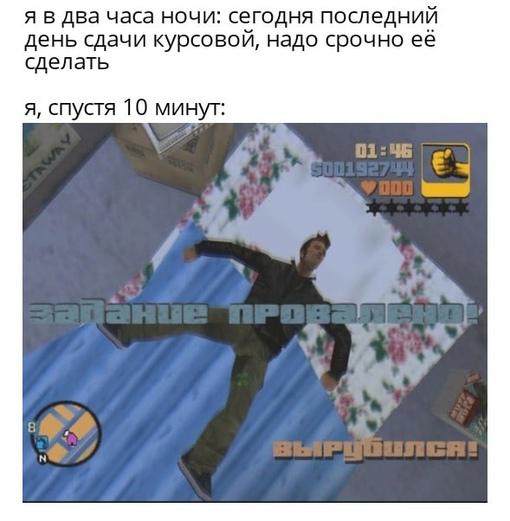 я в два часа ночи: сегодня последний
день сдачи курсовой, надо срочно её
сделать
я, спустя 10 минут:
01:46
$00192744
000
задание провалено!
вырубился!
N